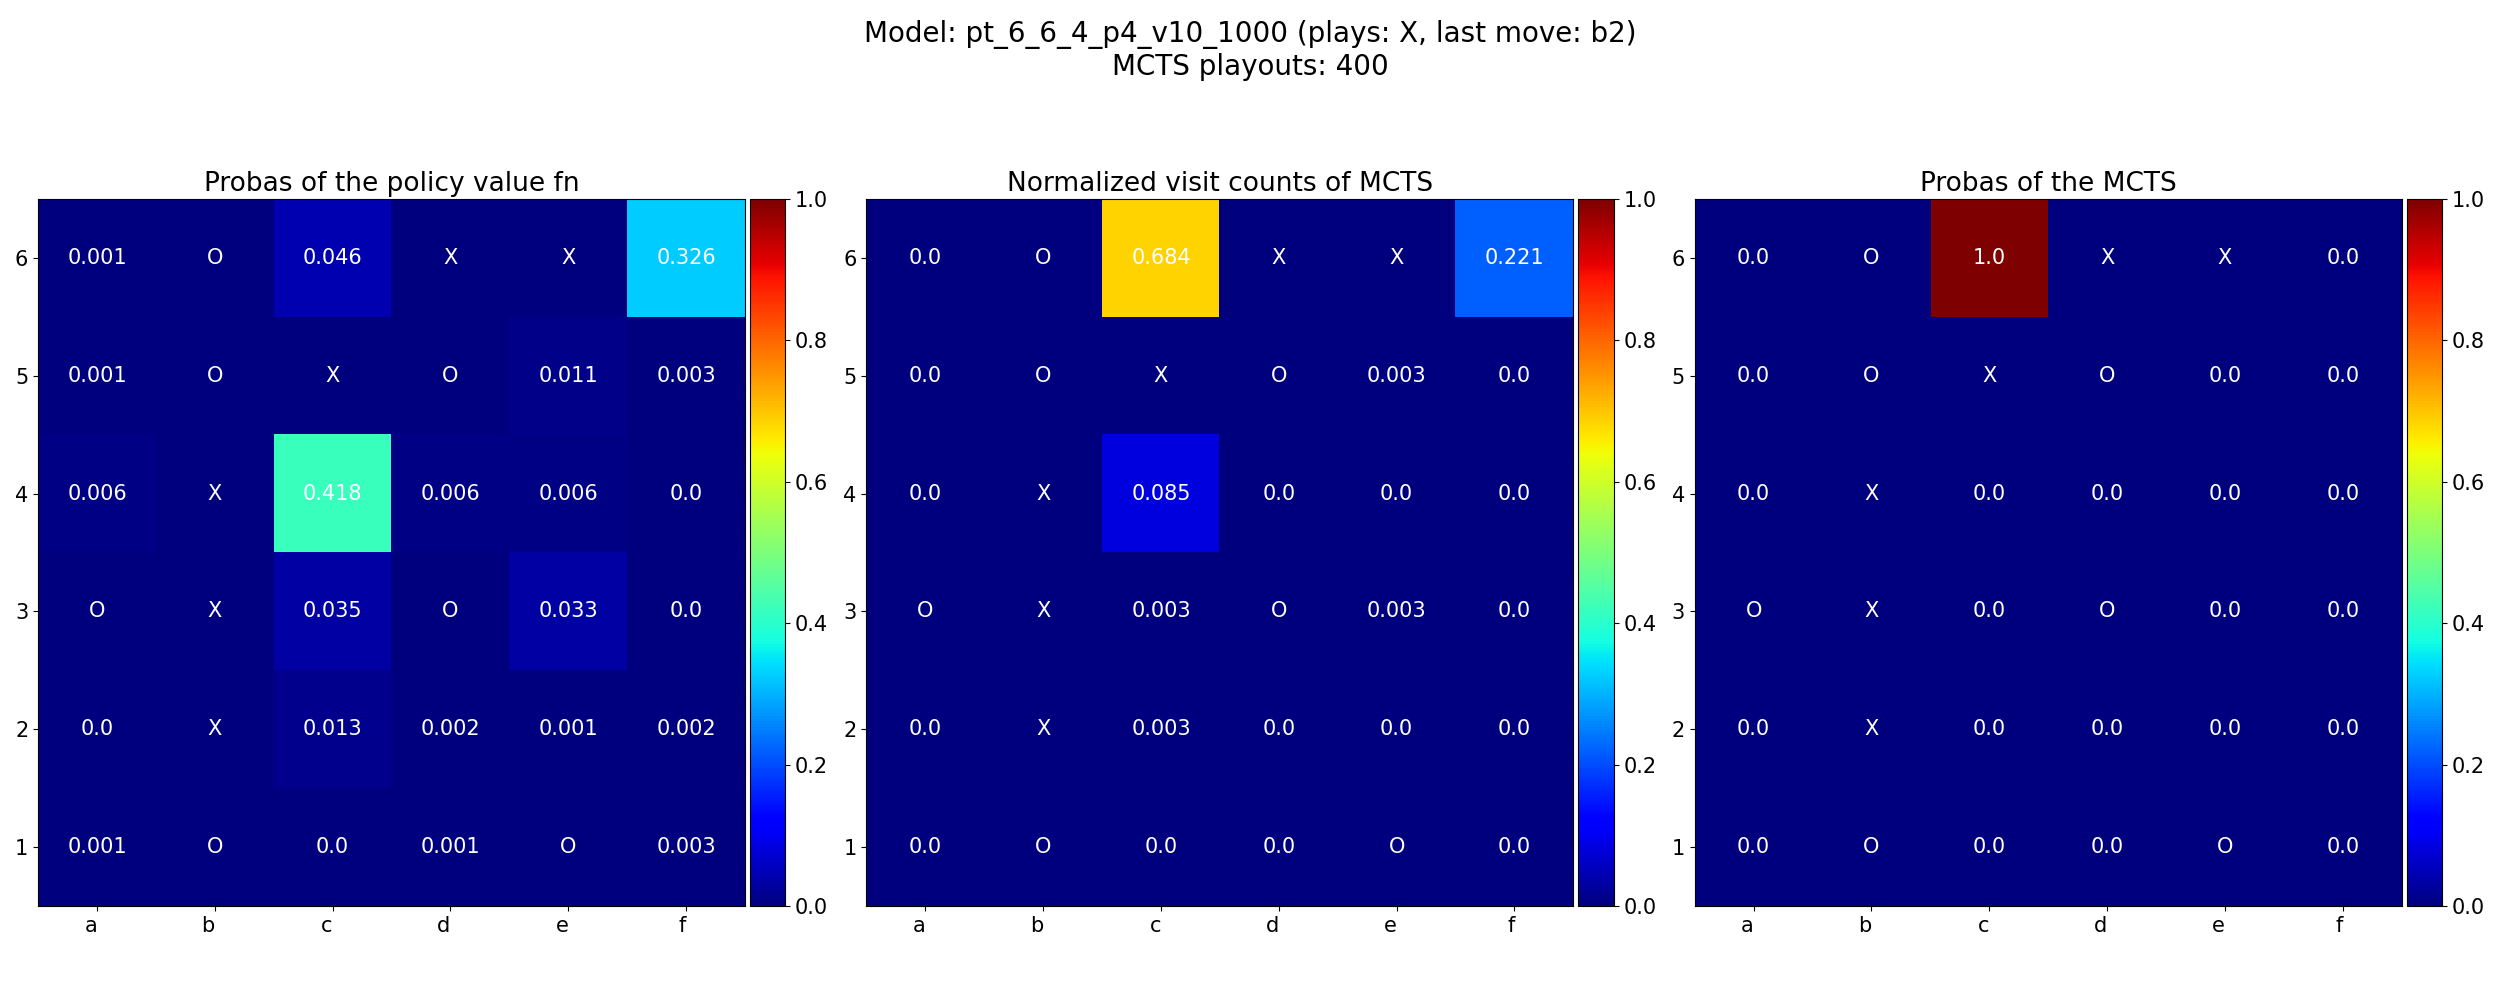 Model: pt_6_6_4_p4_v10_1000 (plays: X, last move: b2)
MCTS playouts: 400
Probas of the policy value fn
6 0.001 O 0.046 X X 0.326
5 0.001 O X O 0.011 0.003
4 0.006 X 0.418 0.006 0.006 0.0
3 O X 0.035 O 0.033 0.0
2 0.0 X 0.013 0.002 0.001 0.002
1 0.001 O 0.0 0.001 O 0.003
a b c d e f
1.0
0.8
0.6
0.4
0.2
0.0
Normalized visit counts of MCTS
6 0.0 O 0.684 X X 0.221
5 0.0 O X O 0.003 0.0
4 0.0 X 0.085 0.0 0.0 0.0
3 O X 0.003 O 0.003 0.0
2 0.0 X 0.003 0.0 0.0 0.0
1 0.0 O 0.0 0.0 O 0.0
a b c d e f
1.0
0.8
0.6
0.4
0.2
0.0
Probas of the MCTS
6 0.0 O 1.0 X X 0.0
5 0.0 O X O 0.0 0.0
4 0.0 X 0.0 0.0 0.0 0.0
3 O X 0.0 O 0.0 0.0
2 0.0 X 0.0 0.0 0.0 0.0
1 0.0 O 0.0 0.0 O 0.0
a b c d e f
1.0
0.8
0.6
0.4
0.2
0.0